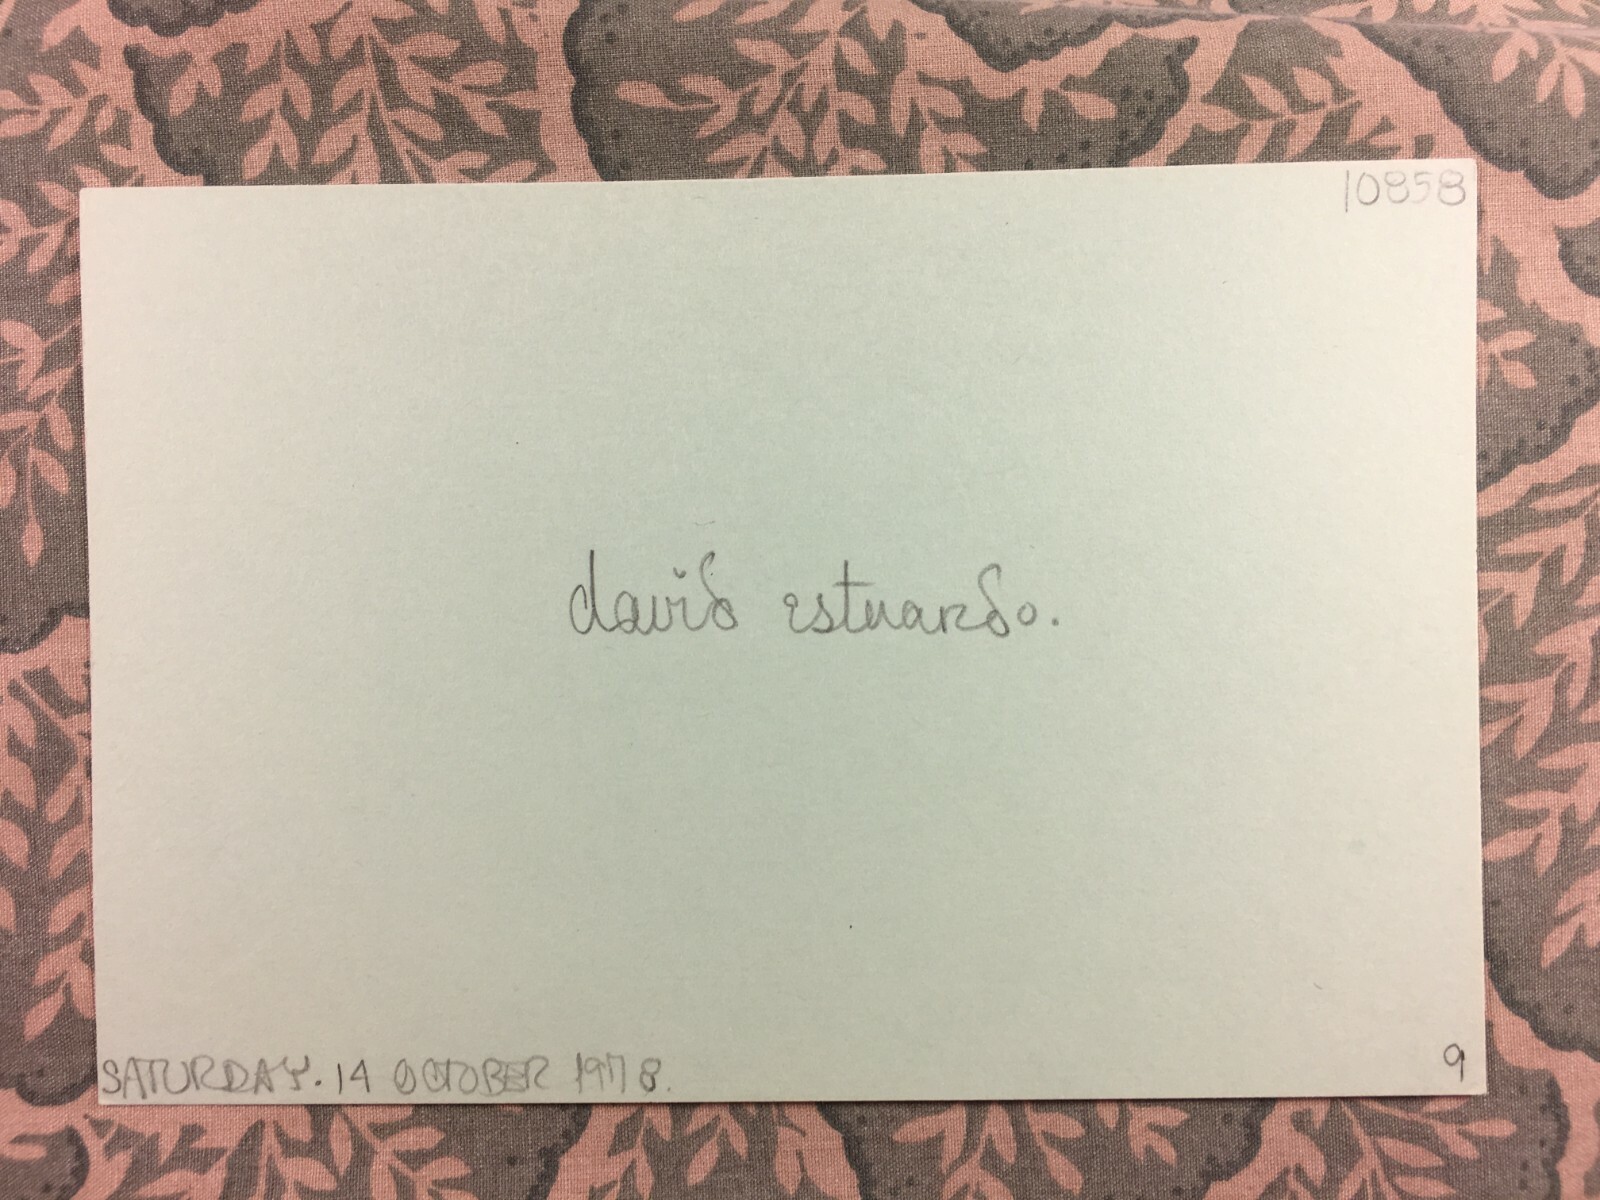 10858
david estuardo.
SATURDAY. 14 OCTOBER 1978.
9